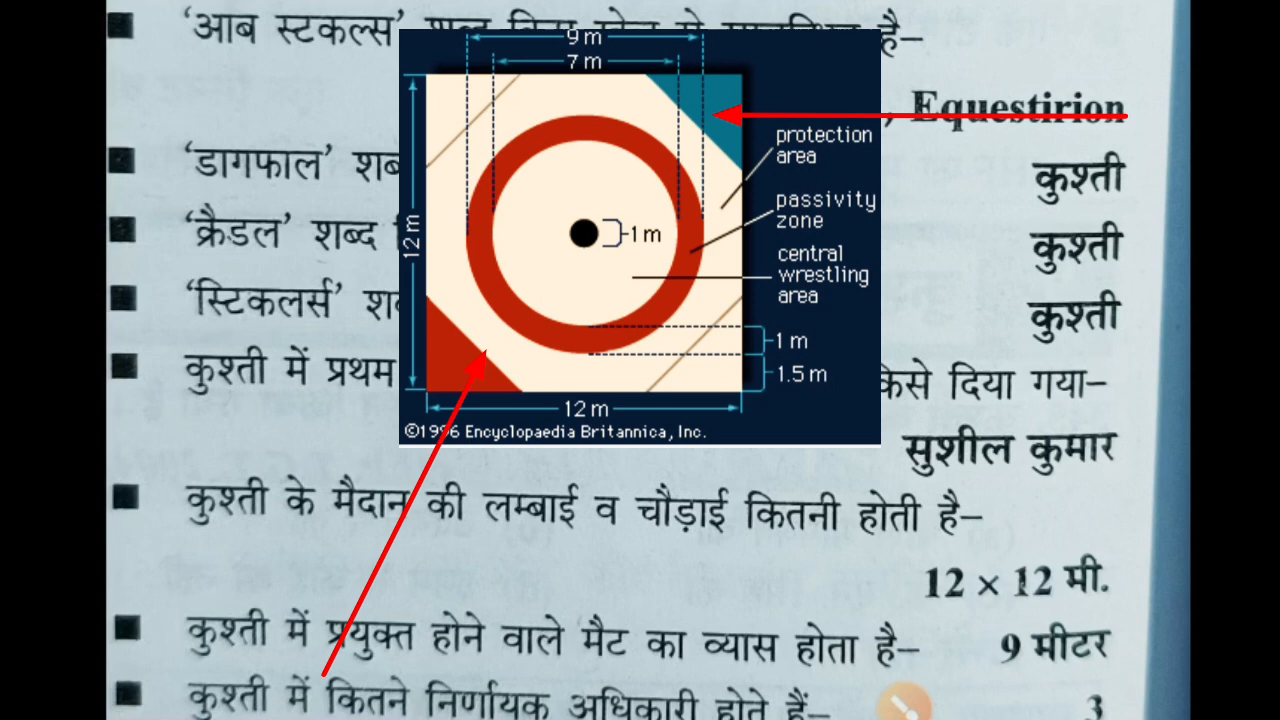 ‘आब स्टकल्स’ है–
9 m
7 m
, Equestirion
protection
area
‘डागफाल’ कुश्ती
passivity
zone
‘क्रैडल’ शब्द कुश्ती
12 m
1 m
central
wrestling
area
‘स्टिकलर्स’ कुश्ती
1 m
कुश्ती में प्रथम किसे दिया गया–
1.5 m
12 m
©1996 Encyclopaedia Britannica, Inc.
सुशील कुमार
कुश्ती के मैदान की लम्बाई व चौड़ाई कितनी होती है–
12 × 12 मी.
कुश्ती में प्रयुक्त होने वाले मैट का व्यास होता है– 9 मीटर
कुश्ती में कितने निर्णायक अधिकारी होते हैं– 3